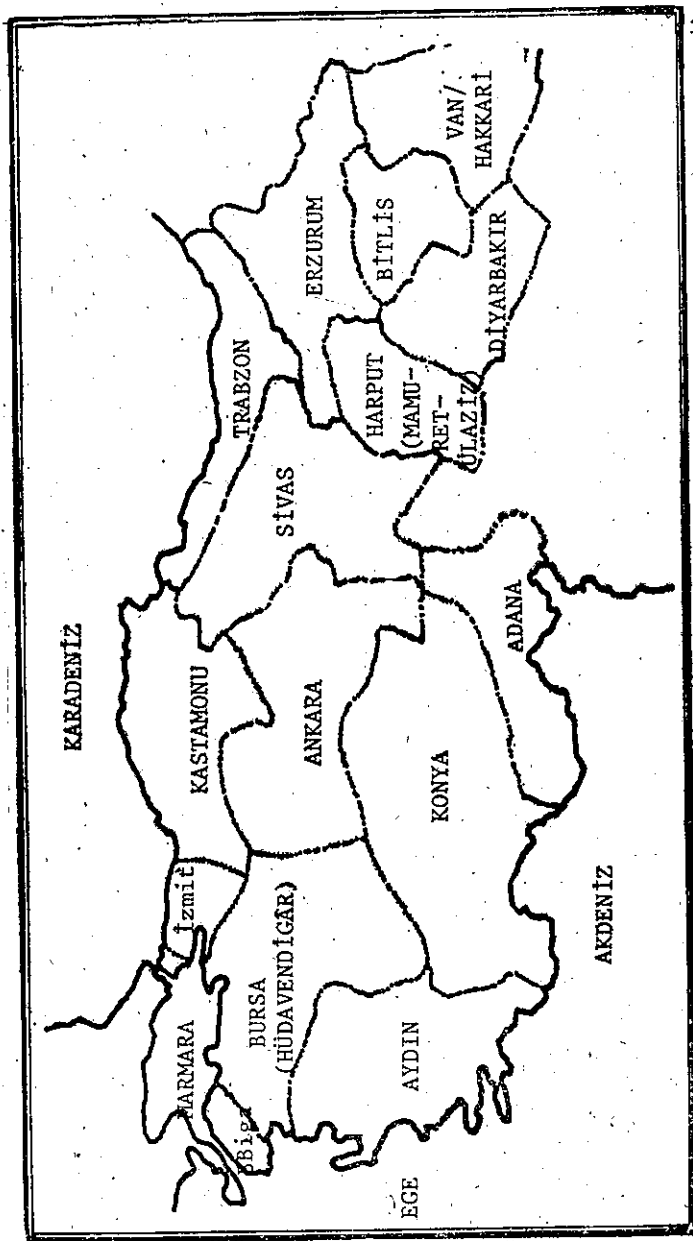 KARADENİZ
MARMARA
İzmit
KASTAMONU
TRABZON
Biga
BURSA
(HÜDAVENDİGÂR)
ANKARA
SİVAS
ERZURUM
EGE
AYDIN
KONYA
ADANA
HARPUT
(MAMU-
RET-
ÜLAZİZ)
BİTLİS
VAN/
HAKKARİ
DİYARBAKIR
AKDENİZ